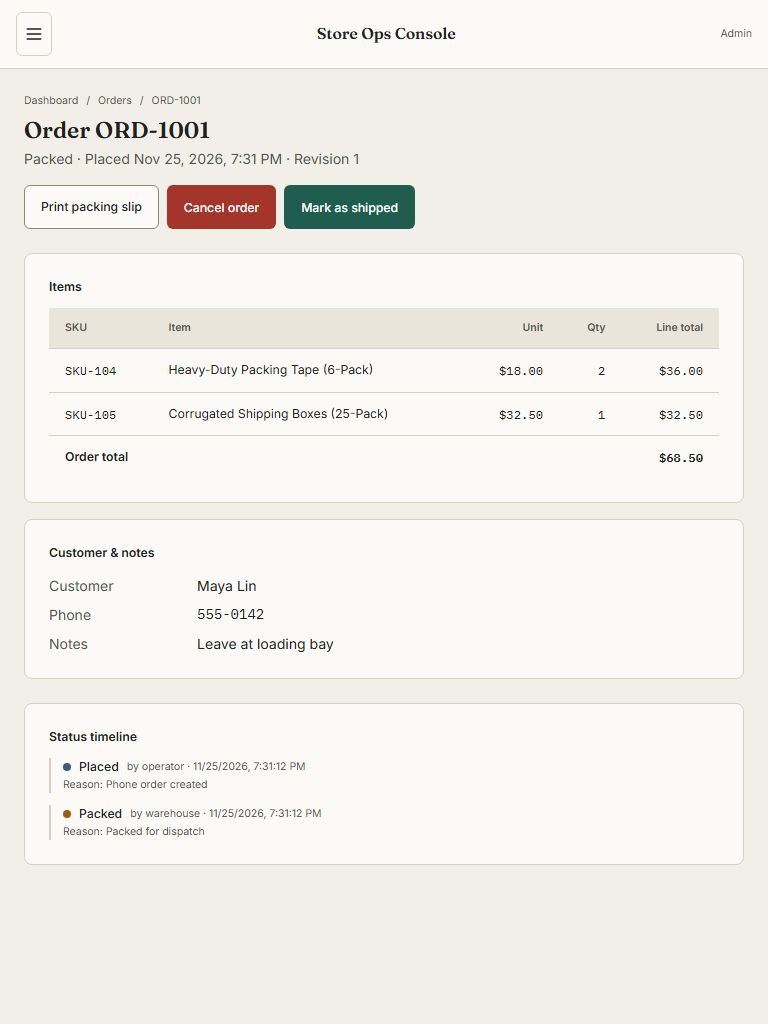 Store Ops Console
Admin
Dashboard / Orders / ORD-1001
Order ORD-1001
Packed · Placed Nov 25, 2026, 7:31 PM · Revision 1
Print packing slip
Cancel order
Mark as shipped
Items
SKU Item Unit Qty Line total
SKU-104 Heavy-Duty Packing Tape (6-Pack) $18.00 2 $36.00
SKU-105 Corrugated Shipping Boxes (25-Pack) $32.50 1 $32.50
Order total $68.50
Customer & notes
Customer Maya Lin
Phone 555-0142
Notes Leave at loading bay
Status timeline
Placed by operator · 11/25/2026, 7:31:12 PM
Reason: Phone order created
Packed by warehouse · 11/25/2026, 7:31:12 PM
Reason: Packed for dispatch